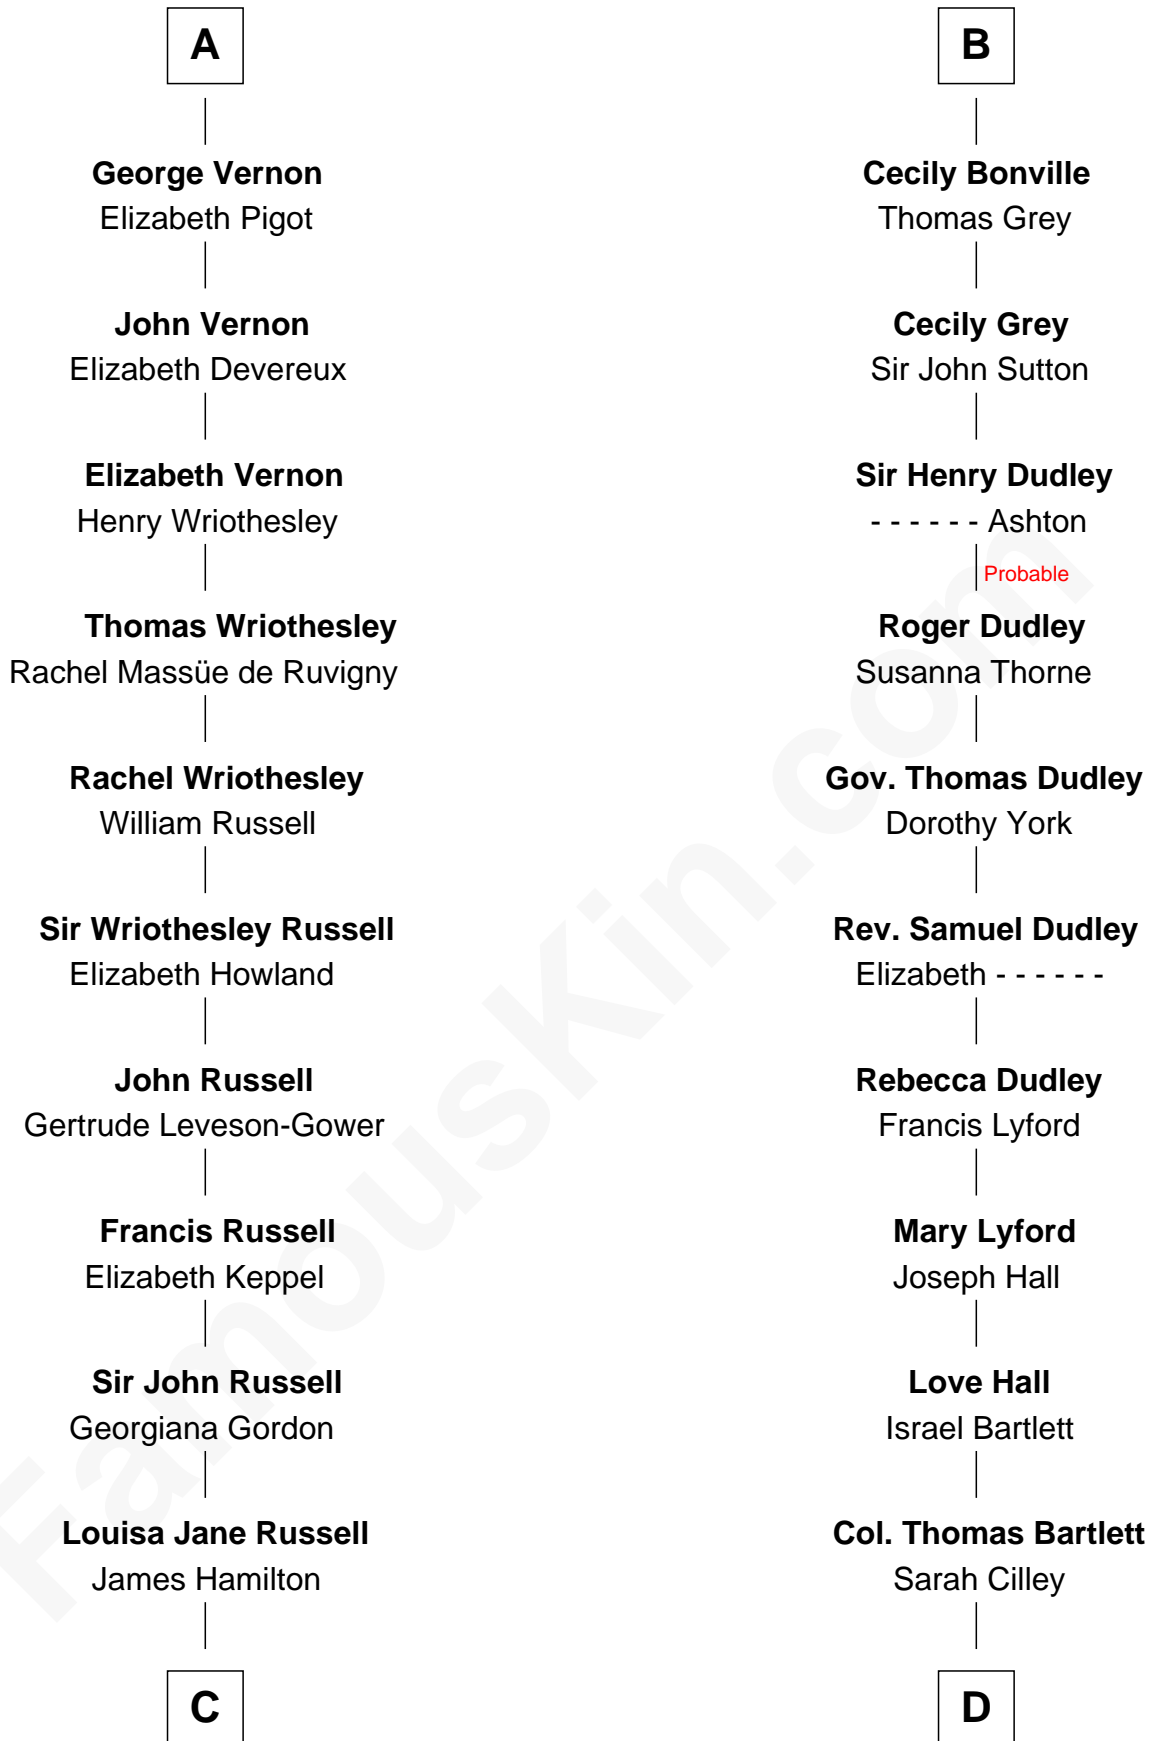 A
George Vernon
Elizabeth Pigot
John Vernon
Elizabeth Devereux
Elizabeth Vernon
Henry Wriothesley
Thomas Wriothesley
Rachel Massüe de Ruvigny
Rachel Wriothesley
William Russell
Sir Wriothesley Russell
Elizabeth Howland
John Russell
Gertrude Leveson-Gower
Francis Russell
Elizabeth Keppel
Sir John Russell
Georgiana Gordon
Louisa Jane Russell
James Hamilton
C
B
Cecily Bonville
Thomas Grey
Cecily Grey
Sir John Sutton
Sir Henry Dudley
- - - - - - Ashton
Probable
Roger Dudley
Susanna Thorne
Gov. Thomas Dudley
Dorothy York
Rev. Samuel Dudley
Elizabeth - - - - - -
Rebecca Dudley
Francis Lyford
Mary Lyford
Joseph Hall
Love Hall
Israel Bartlett
Col. Thomas Bartlett
Sarah Cilley
D
FamousKin.com